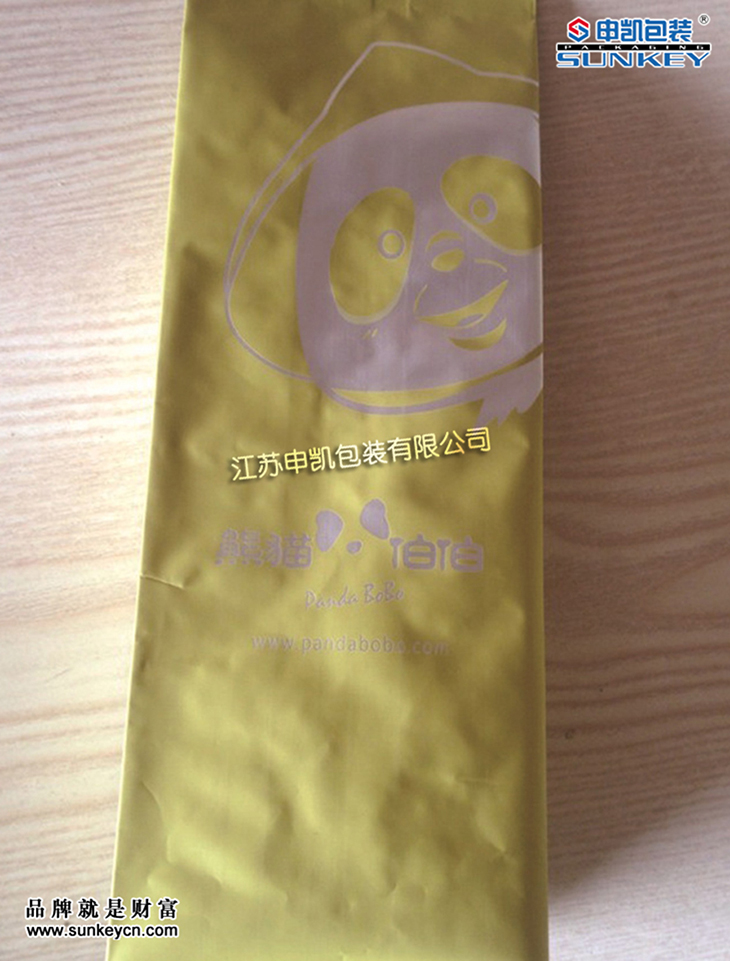 申凯包装®
PACKAGING
SUNKEY
江苏申凯包装有限公司
熊猫伯伯
Panda BoBo
www.pandabobo.com
品牌就是财富
www.sunkeycn.com